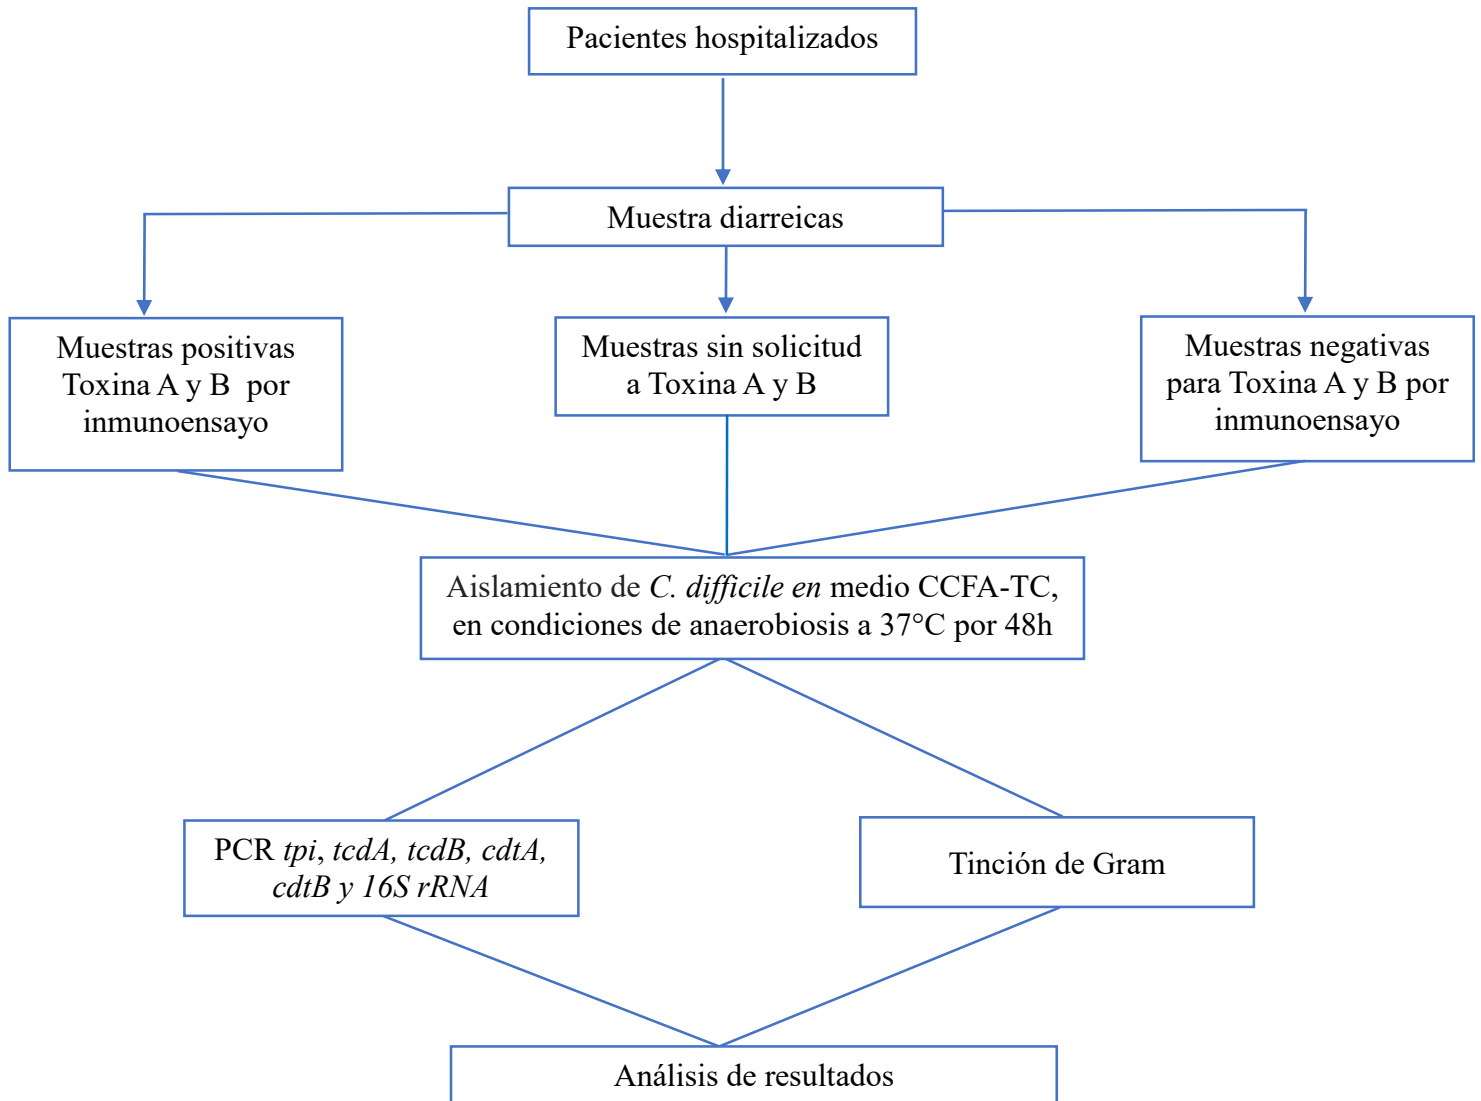 Pacientes hospitalizados
Muestra diarreicas
Muestras positivas
Toxina A y B por
inmunoensayo
Muestras sin solicitud
a Toxina A y B
Muestras negativas
para Toxina A y B por
inmunoensayo
Aislamiento de C. difficile en medio CCFA-TC,
en condiciones de anaerobiosis a 37°C por 48h
PCR tpi, tcdA, tcdB, cdtA,
cdtB y 16S rRNA
Tinción de Gram
Análisis de resultados